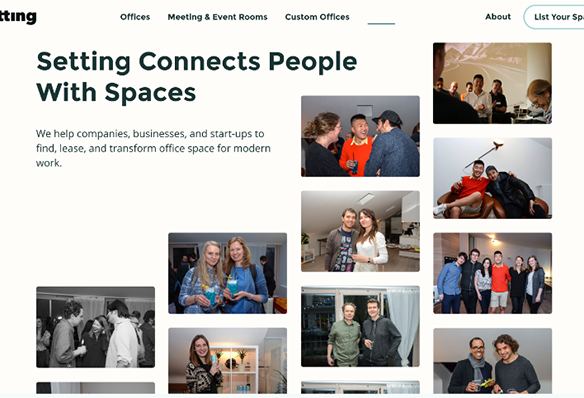 tting
Offices Meeting & Event Rooms Custom Offices About List Your Spa
Setting Connects People
With Spaces
We help companies, businesses, and start-ups to
find, lease, and transform office space for modern
work.